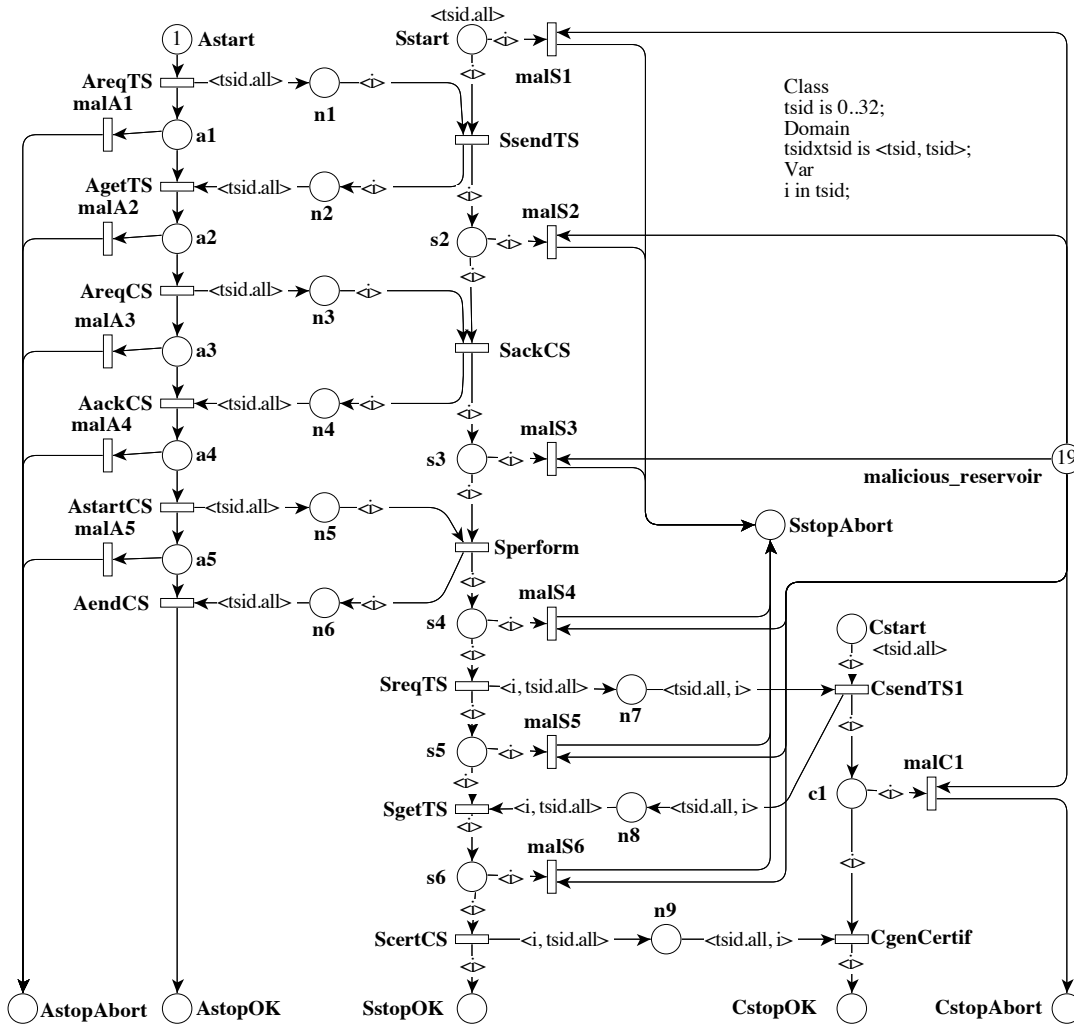 <tsid.all>
1 Astart Sstart <i> malS1
AreqTS <tsid.all> n1 <i> <i>
malA1
a1
Class
tsid is 0..32;
Domain
tsidxtsid is <tsid, tsid>;
Var
i in tsid;
SsendTS
AgetTS <tsid.all> n2 <i> <i>
malA2
a2 s2 <i> malS2
<i>
AreqCS <tsid.all> n3 <i>
malA3
a3 SackCS
AackCS <tsid.all> n4 <i> <i>
malA4
a4 s3 <i> malS3 19
malicious_reservoir
<i>
AstartCS <tsid.all> n5 <i>
malA5
SstopAbort
a5 Sperform
<i>
AendCS <tsid.all> n6 <i> malS4
s4 <i> Cstart
<tsid.all>
<i> <i>
SreqTS <i, tsid.all> n7 <tsid.all, i> CsendTS1
<i> malS5 <i>
s5 <i>
<i> malC1
c1 <i>
SgetTS <i, tsid.all> n8 <tsid.all, i>
<i> malS6
s6 <i> <i>
<i> n9
ScertCS <i, tsid.all> <tsid.all, i> CgenCertif
<i> <i>
AstopAbort AstopOK SstopOK CstopOK CstopAbort